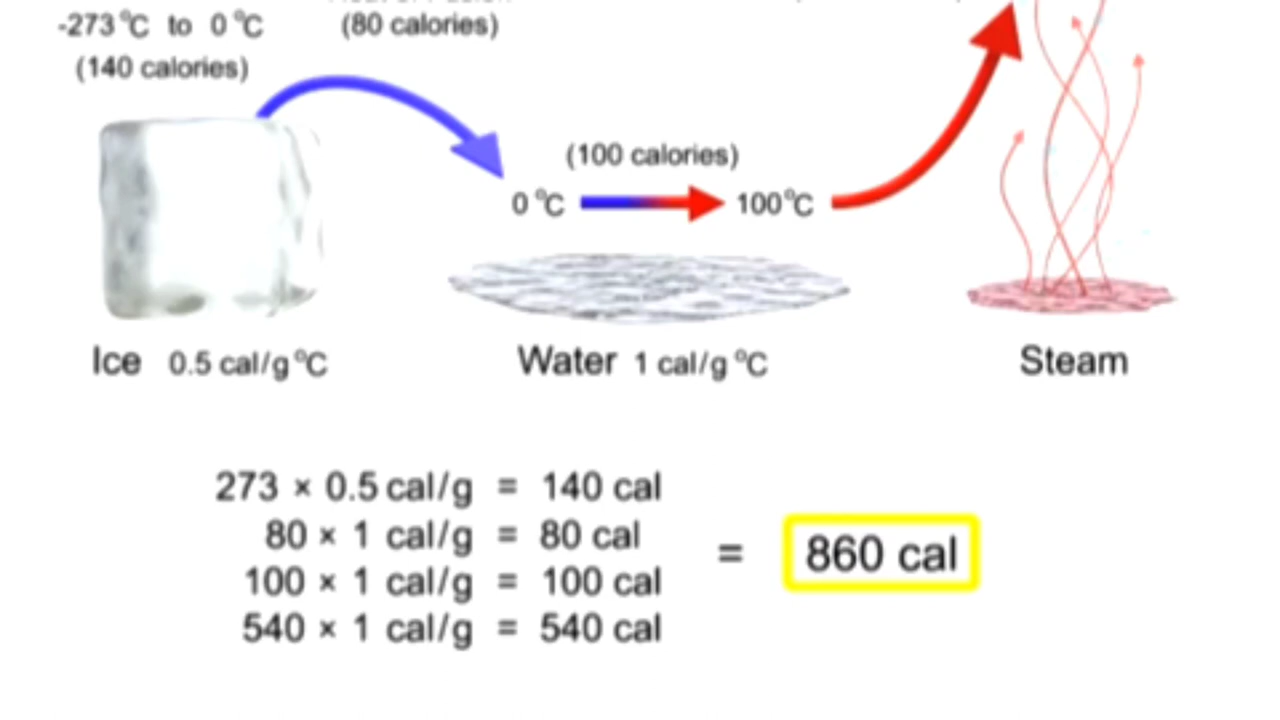 -273 °C to 0 °C
(80 calories)
(140 calories)
(100 calories)
0 °C
100 °C
Ice 0.5 cal/g °C
Water 1 cal/g °C
Steam
273 × 0.5 cal/g = 140 cal
80 × 1 cal/g = 80 cal
100 × 1 cal/g = 100 cal
540 × 1 cal/g = 540 cal
= 860 cal